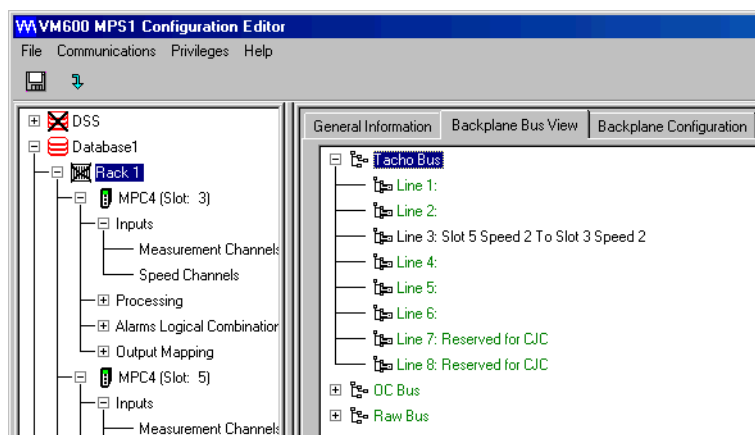 VM600 MPS1 Configuration Editor
File Communications Privileges Help
DSS
Database1
Rack 1
MPC4 (Slot: 3)
Inputs
Measurement Channels
Speed Channels
Processing
Alarms Logical Combination
Output Mapping
MPC4 (Slot: 5)
Inputs
Measurement Channels
General Information Backplane Bus View Backplane Configuration
Tacho Bus
Line 1:
Line 2:
Line 3: Slot 5 Speed 2 To Slot 3 Speed 2
Line 4:
Line 5:
Line 6:
Line 7: Reserved for CJC
Line 8: Reserved for CJC
OC Bus
Raw Bus